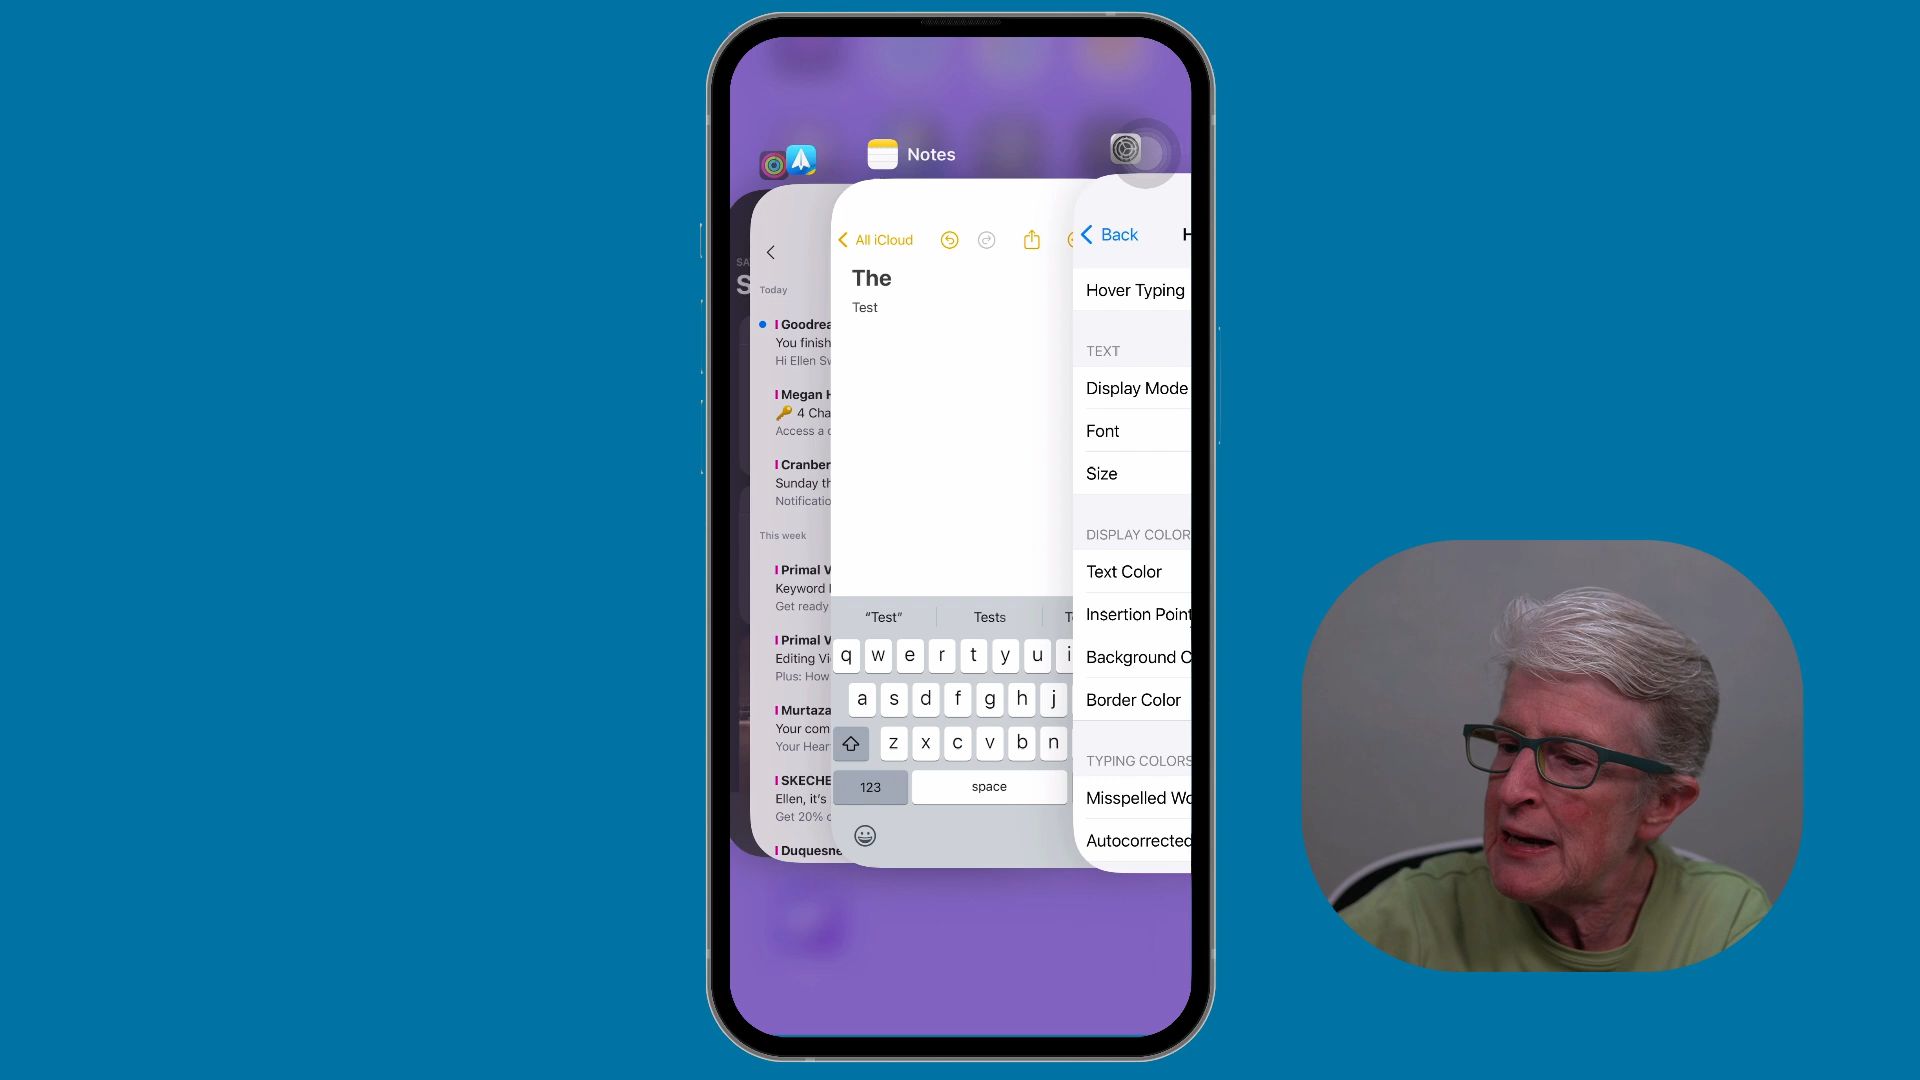 Notes
SA
S
Today
Goodrea
You finish
Hi Ellen Sw
Megan H
4 Cha
Access a c
Cranber
Sunday th
Notificatio
This week
Primal V
Keyword
Get ready
Primal V
Editing Vi
Plus: How
Murtaza
Your com
Your Hear
SKECHE
Ellen, it's
Get 20% o
Duquesne
All iCloud
The
Test
"Test"
Tests
q w e r t y u i
a s d f g h j
z x c v b n
123
space
Back
H
Hover Typing
TEXT
Display Mode
Font
Size
DISPLAY COLOR
Text Color
Insertion Point
Background C
Border Color
TYPING COLORS
Misspelled Wo
Autocorrected